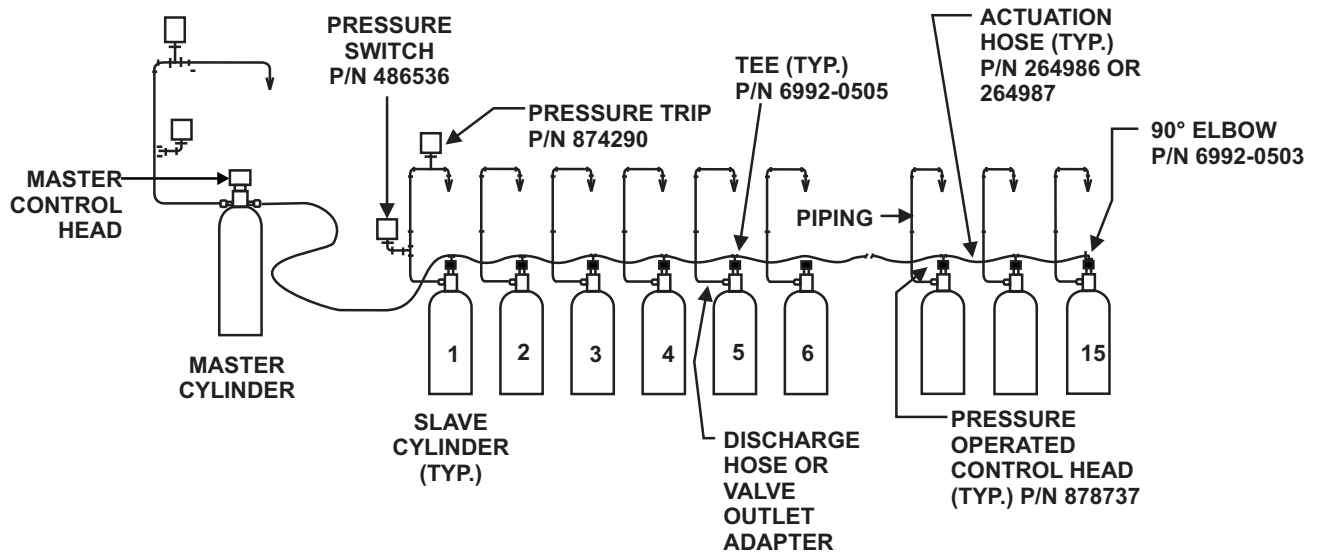 PRESSURE
SWITCH
P/N 486536
PRESSURE TRIP
P/N 874290
TEE (TYP.)
P/N 6992-0505
ACTUATION
HOSE (TYP.)
P/N 264986 OR
264987
90° ELBOW
P/N 6992-0503
MASTER
CONTROL
HEAD
PIPING
MASTER
CYLINDER
1
2
3
4
5
6
15
SLAVE
CYLINDER
(TYP.)
DISCHARGE
HOSE OR
VALVE
OUTLET
ADAPTER
PRESSURE
OPERATED
CONTROL HEAD
(TYP.) P/N 878737